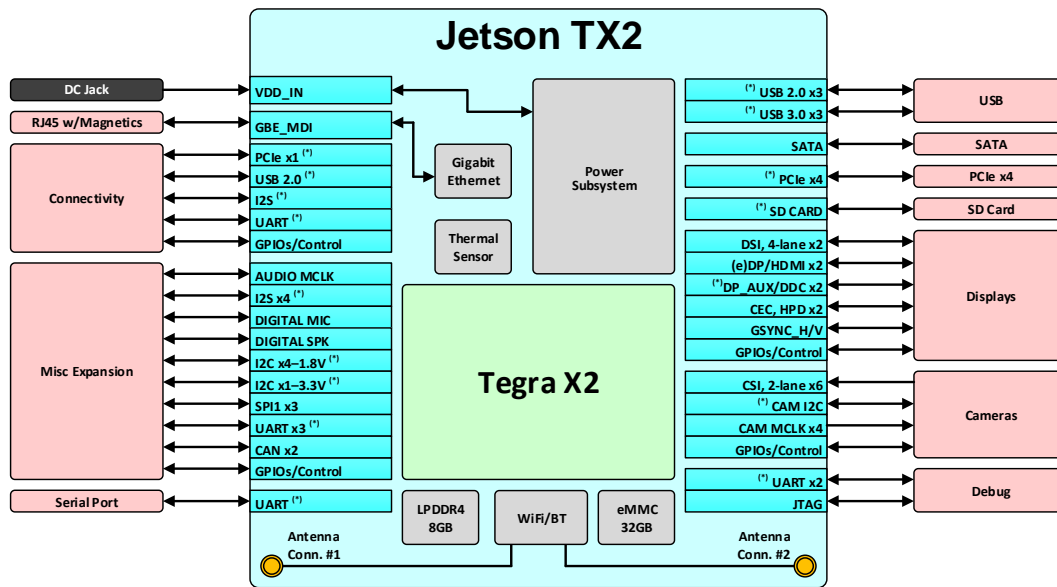 Jetson TX2
DC Jack
RJ45 w/Magnetics
Connectivity
Misc Expansion
Serial Port
VDD_IN
GBE_MDI
PCIe x1 (*)
USB 2.0 (*)
I2S (*)
UART (*)
GPIOs/Control
AUDIO MCLK
I2S x4 (*)
DIGITAL MIC
DIGITAL SPK
I2C x4–1.8V (*)
I2C x1–3.3V (*)
SPI1 x3
UART x3 (*)
CAN x2
GPIOs/Control
UART (*)
Antenna
Conn. #1
Gigabit
Ethernet
Thermal
Sensor
Power
Subsystem
Tegra X2
LPDDR4
8GB
WiFi/BT
eMMC
32GB
(*) USB 2.0 x3
(*) USB 3.0 x3
SATA
(*) PCIe x4
(*) SD CARD
DSI, 4-lane x2
(e)DP/HDMI x2
(*)DP_AUX/DDC x2
CEC, HPD x2
GSYNC_H/V
GPIOs/Control
CSI, 2-lane x6
(*) CAM I2C
CAM MCLK x4
GPIOs/Control
(*) UART x2
JTAG
Antenna
Conn. #2
USB
SATA
PCIe x4
SD Card
Displays
Cameras
Debug